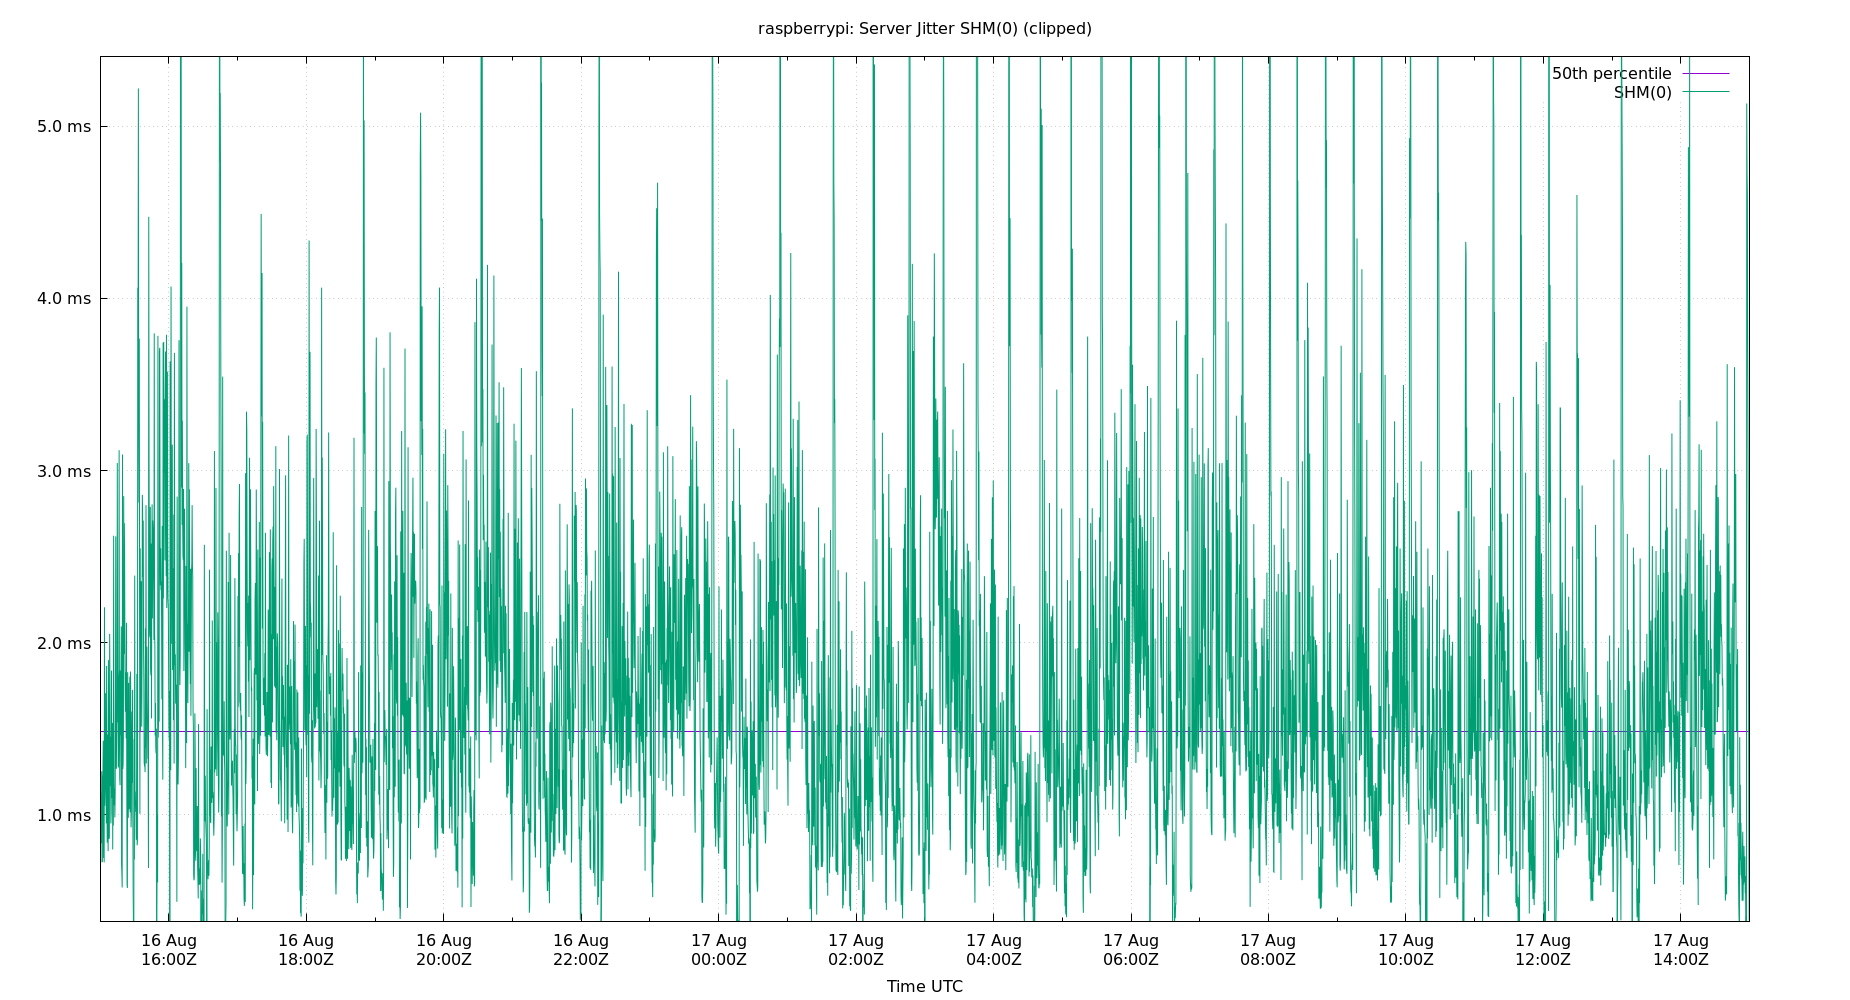 raspberrypi: Server Jitter SHM(0) (clipped)
50th percentile
SHM(0)
5.0 ms
4.0 ms
3.0 ms
2.0 ms
1.0 ms
16 Aug 16 Aug 16 Aug 16 Aug 17 Aug 17 Aug 17 Aug 17 Aug 17 Aug 17 Aug 17 Aug 17 Aug
16:00Z 18:00Z 20:00Z 22:00Z 00:00Z 02:00Z 04:00Z 06:00Z 08:00Z 10:00Z 12:00Z 14:00Z
Time UTC